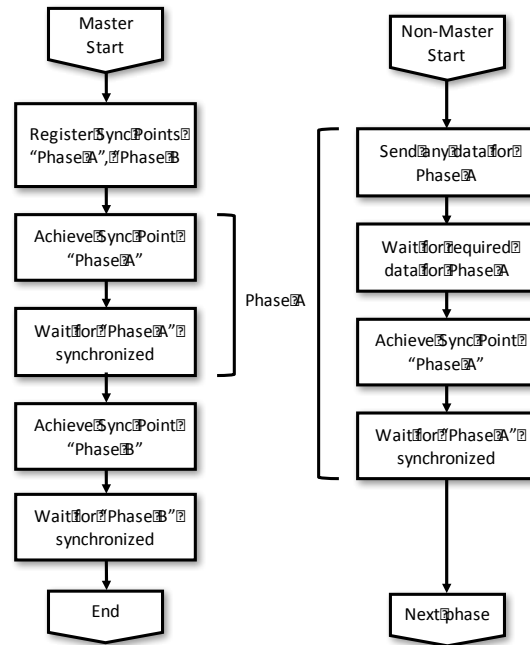 Master
Start
Register Sync Points
“Phase A”, “Phase B
Achieve Sync Point
“Phase A”
Wait for “Phase A”
synchronized
Achieve Sync Point
“Phase B”
Wait for “Phase B”
synchronized
End
Phase A
Non-Master
Start
Send any data for
Phase A
Wait for required
data for Phase A
Achieve Sync Point
“Phase A”
Wait for “Phase A”
synchronized
Next phase